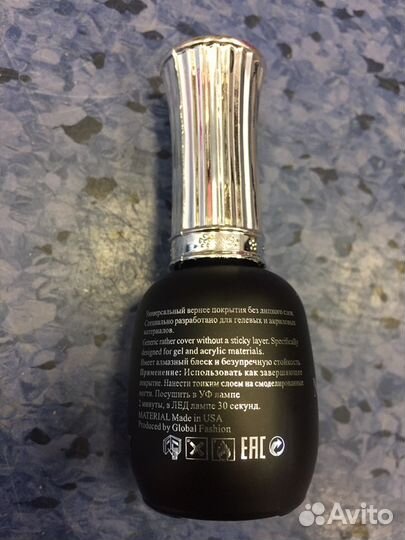 Универсальный вернее покрытия без липкого слоя.
Специально разработано для гелевых и акриловых
материалов.
Generic rather cover without a sticky layer. Specifically
designed for gel and acrylic materials.
Имеет алмазный блеск и безупречную стойкость.
Применение: Использовать как завершающее
покрытие. Нанести тонким слоем на смоделированные
ногти. Посушить в УФ лампе
2 минуты, в ЛЕД лампе 30 секунд.
MATERIAL Made in USA
Produced by Global Fashion
EAC
Avito